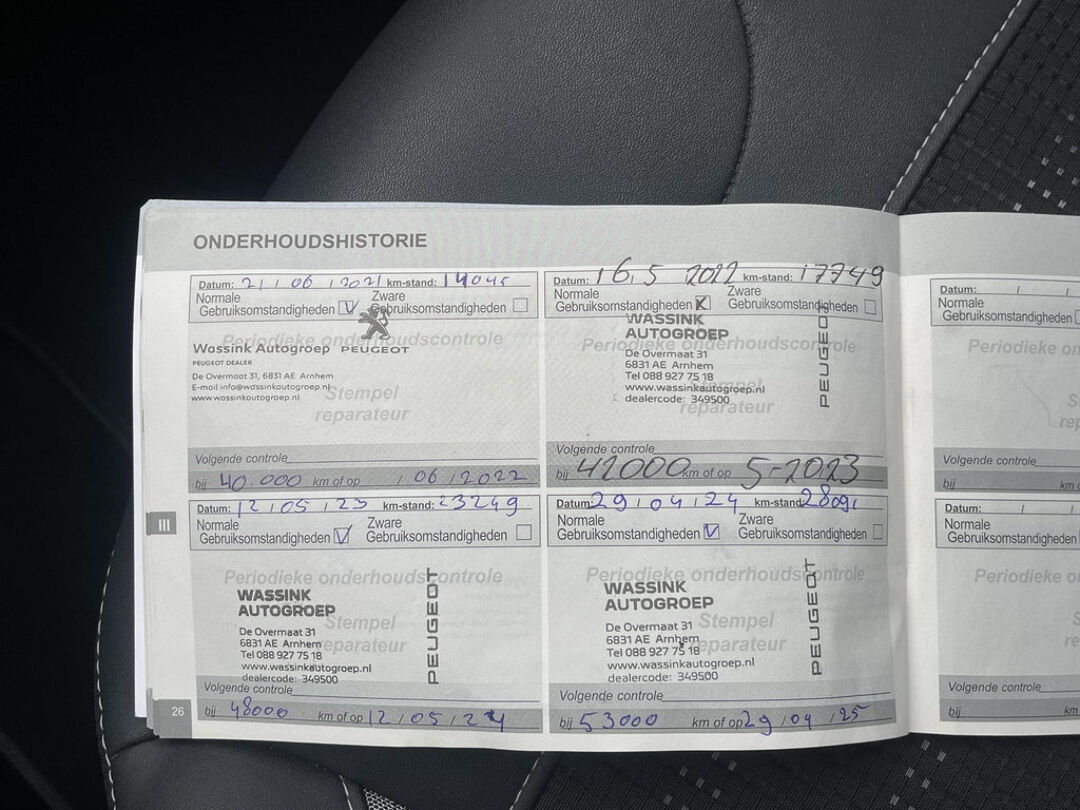 ONDERHOUDSHISTORIE
Datum: 21 / 06 / 2021 km-stand: 14045
Normale
Gebruiksomstandigheden V
Zware
Gebruiksomstandigheden
Periodieke onderhoudscontrole
Wassink Autogroep PEUGEOT
PEUGEOT DEALER
De Overmaat 31, 6831 AE Arnhem
E-mail info@wassinkautogroep.nl
www.wassinkautogroep.nl
Stempel
reparateur
Volgende controle
bij 40.000 km of op / 06 / 2022
Datum: 16 / 5 2022 km-stand: 17749
Normale
Gebruiksomstandigheden X
Zware
Gebruiksomstandigheden
Periodieke onderhoudscontrole
WASSINK
AUTOGROEP
De Overmaat 31
6831 AE Arnhem
Tel 088 927 75 18
www.wassinkautogroep.nl
dealercode: 349500
PEUGEOT
Stempel
reparateur
Volgende controle
bij 42000 km of op 5-2023
Datum: 12 / 05 / 23 km-stand: 23249
Normale
Gebruiksomstandigheden V
Zware
Gebruiksomstandigheden
Periodieke onderhoudscontrole
WASSINK
AUTOGROEP
De Overmaat 31
6831 AE Arnhem
Tel 088 927 75 18
www.wassinkautogroep.nl
dealercode: 349500
PEUGEOT
Stempel
reparateur
Volgende controle
bij 48000 km of op 12 / 05 / 24
Datum: 29 / 04 / 24 km-stand: 28091
Normale
Gebruiksomstandigheden V
Zware
Gebruiksomstandigheden
Periodieke onderhoudscontrole
WASSINK
AUTOGROEP
De Overmaat 31
6831 AE Arnhem
Tel 088 927 75 18
www.wassinkautogroep.nl
dealercode: 349500
PEUGEOT
Stempel
reparateur
Volgende controle
bij 53000 km of op 29 / 04 / 25
III
26
Datum: / /
Normale
Gebruiksomstandigheden
Periodieke on
Volgende controle
bij km
Datum: / /
Normale
Gebruiksomstandigheden
Periodieke on
Volgende controle
bij km